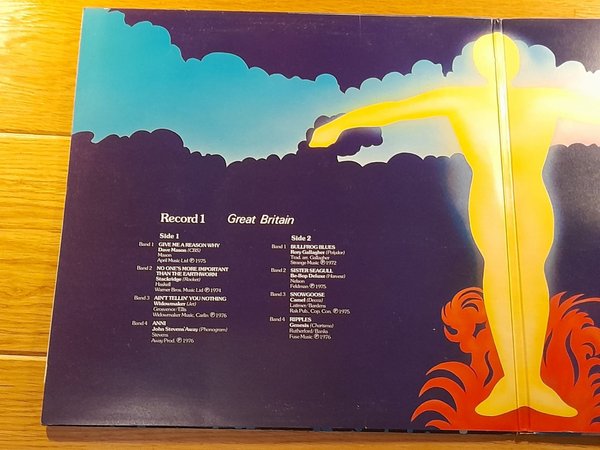 Record 1 Great Britain
Side 1
Band 1 GIVE ME A REASON WHY
Dave Mason (CBS)
Mason
April Music Ltd ℗ 1975
Band 2 NO ONE'S MORE IMPORTANT
THAN THE EARTHWORM
Stackridge (Rocket)
Haskell
Warner Bros. Music Ltd ℗ 1974
Band 3 AIN'T TELLIN' YOU NOTHING
Widowmaker (Jet)
Grosvenor/Ellis
Widowmaker Music, Carlin ℗ 1976
Band 4 ANNI
John Stevens' Away (Phonogram)
Stevens
Away Prod. ℗ 1976
Side 2
Band 1 BULLFROG BLUES
Rory Gallagher (Polydor)
Trad. arr. Gallagher
Strange Music ℗ 1972
Band 2 SISTER SEAGULL
Be-Bop Deluxe (Harvest)
Nelson
Feldman ℗ 1975
Band 3 SNOWGOOSE
Camel (Decca)
Latimer/Bardens
Rak Pub., Cop. Con. ℗ 1975
Band 4 RIPPLES
Genesis (Charisma)
Rutherford/Banks
Fuse Music ℗ 1976